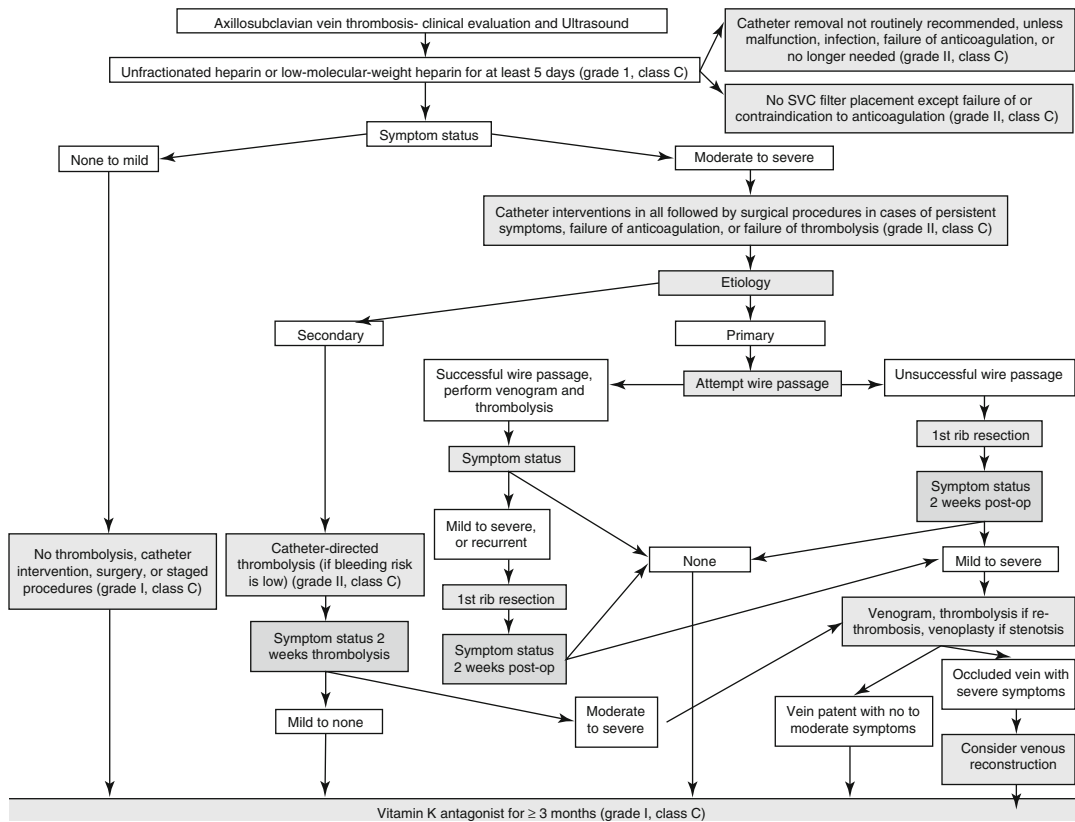 Axillosubclavian vein thrombosis- clinical evaluation and Ultrasound
Catheter removal not routinely recommended, unless
malfunction, infection, failure of anticoagulation, or
no longer needed (grade II, class C)
Unfractionated heparin or low-molecular-weight heparin for at least 5 days (grade 1, class C)
No SVC filter placement except failure of or
contraindication to anticoagulation (grade II, class C)
Symptom status
None to mild
Moderate to severe
Catheter interventions in all followed by surgical procedures in cases of persistent
symptoms, failure of anticoagulation, or failure of thrombolysis (grade II, class C)
Etiology
Secondary
Primary
Successful wire passage,
perform venogram and
thrombolysis
Attempt wire passage
Unsuccessful wire passage
1st rib resection
Symptom status
Symptom status
2 weeks post-op
Mild to severe,
or recurrent
No thrombolysis, catheter
intervention, surgery, or staged
procedures (grade I, class C)
Catheter-directed
thrombolysis (if bleeding risk
is low) (grade II, class C)
None
Mild to severe
1st rib resection
Venogram, thrombolysis if re-
thrombosis, venoplasty if stenotsis
Symptom status 2
weeks thrombolysis
Symptom status
2 weeks post-op
Occluded vein with
severe symptoms
Mild to none
Moderate
to severe
Vein patent with no to
moderate symptoms
Consider venous
reconstruction
Vitamin K antagonist for ≥ 3 months (grade I, class C)